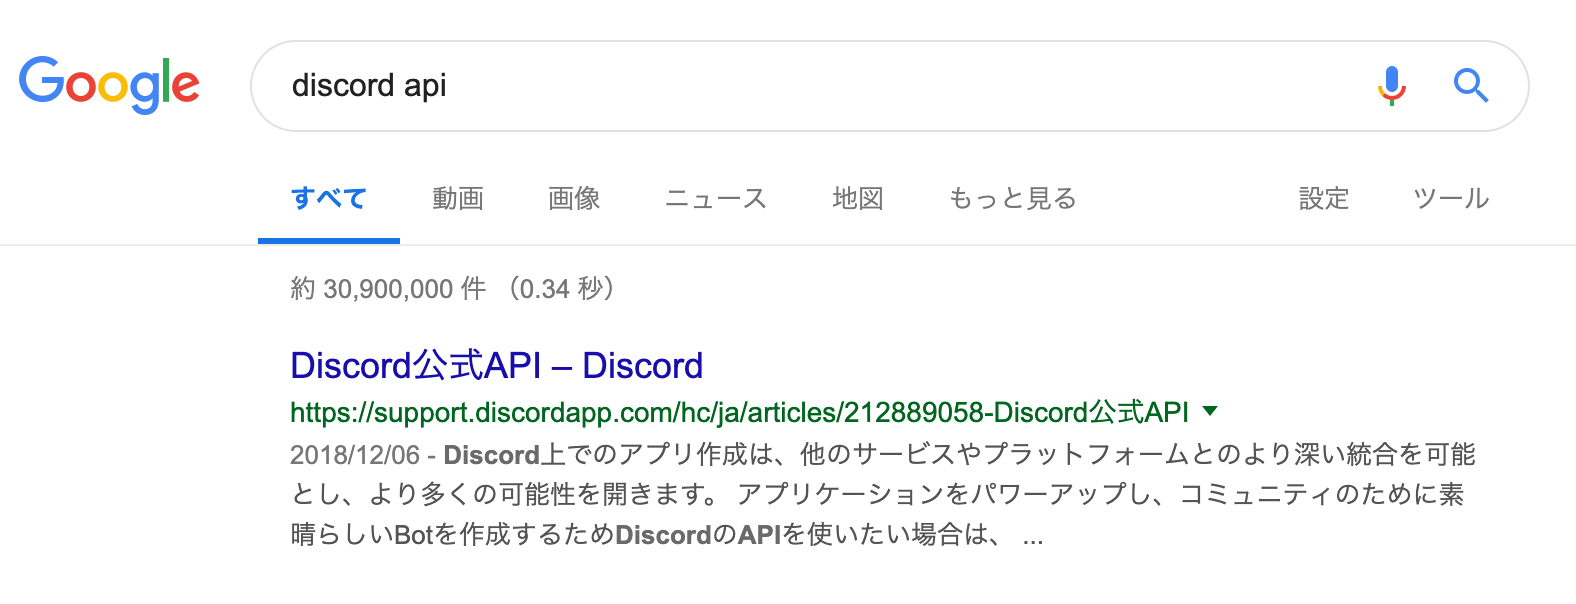 Google
discord api
すべて 動画 画像 ニュース 地図 もっと見る 設定 ツール
約 30,900,000 件 （0.34 秒）
Discord公式API – Discord
https://support.discordapp.com/hc/ja/articles/212889058-Discord公式API
2018/12/06 - Discord上でのアプリ作成は、他のサービスやプラットフォームとのより深い統合を可能
とし、より多くの可能性を開きます。 アプリケーションをパワーアップし、コミュニティのために素
晴らしいBotを作成するためDiscordのAPIを使いたい場合は、 ...